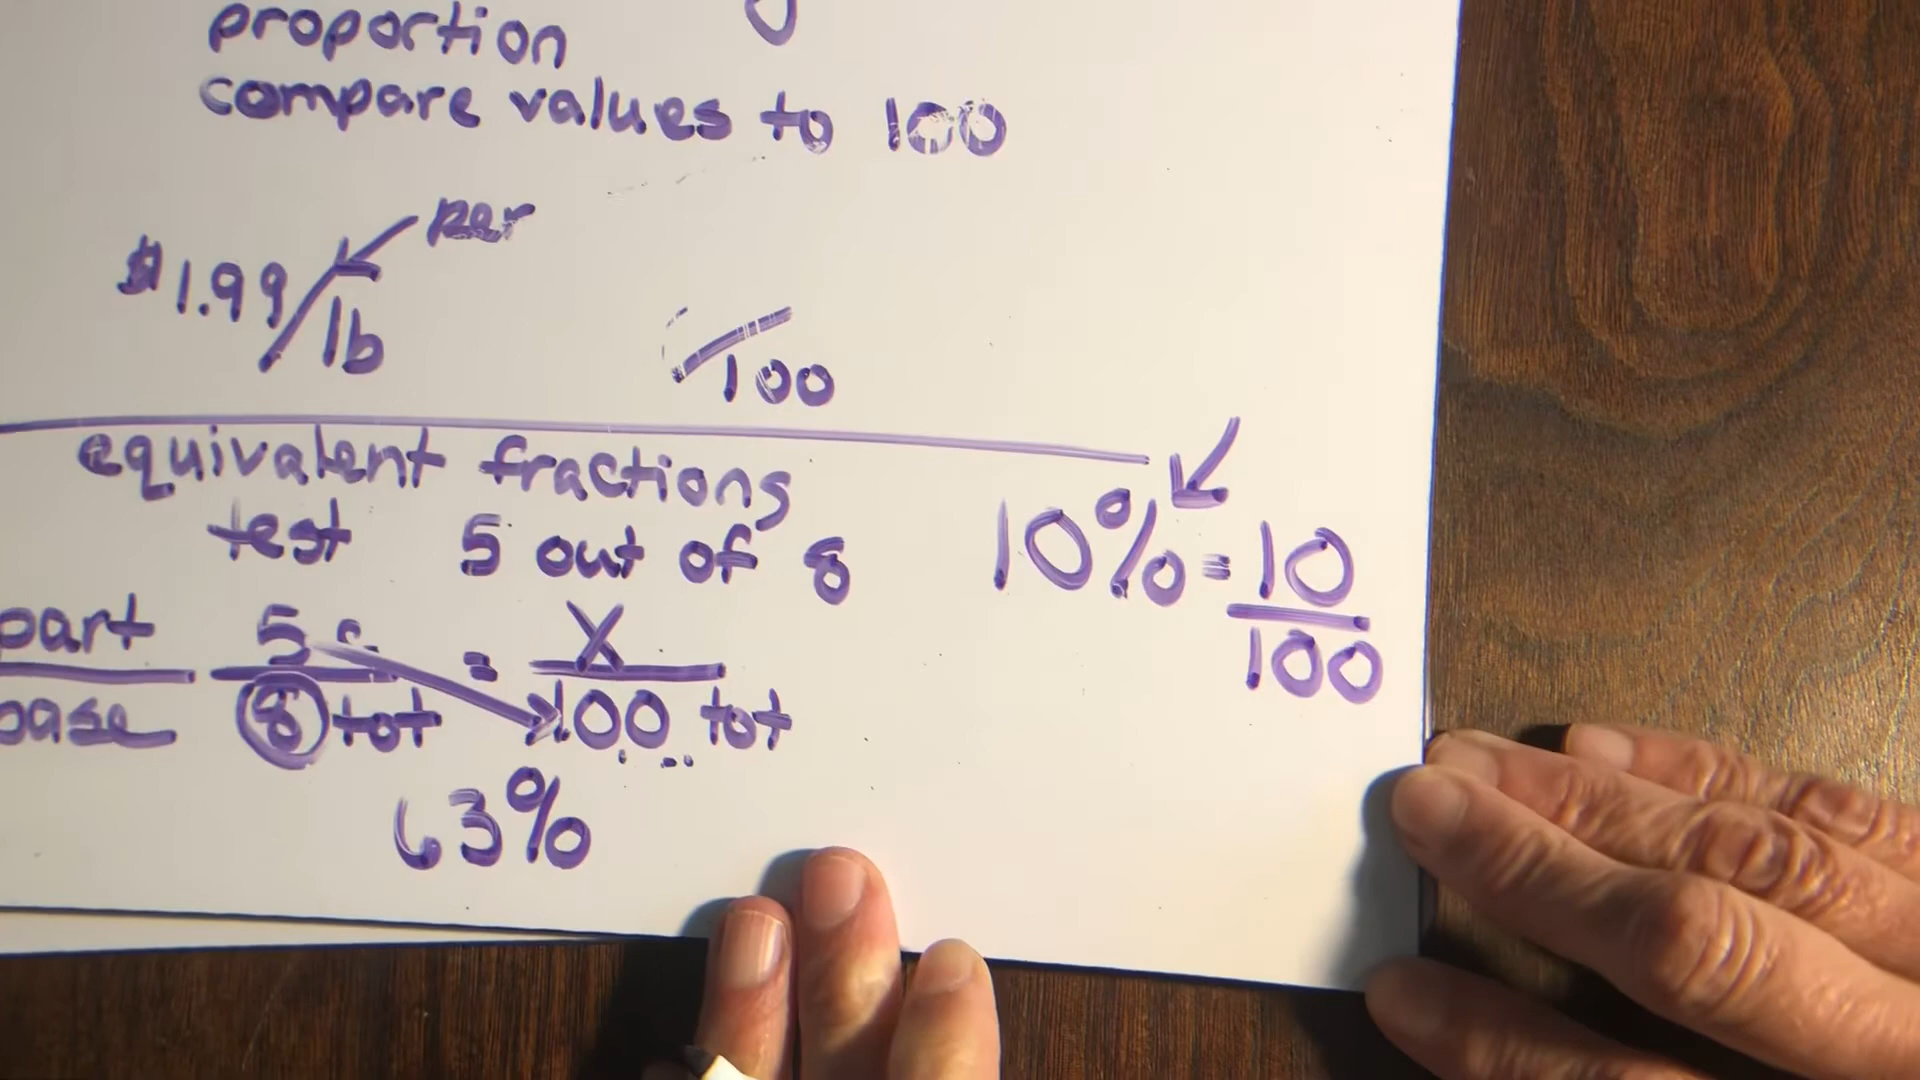 proportion
compare values to 100
per
$1.99/lb
/100
equivalent fractions
test 5 out of 8
10% = 10/100
part 5 c = X
base 8 tot 100 tot
63%